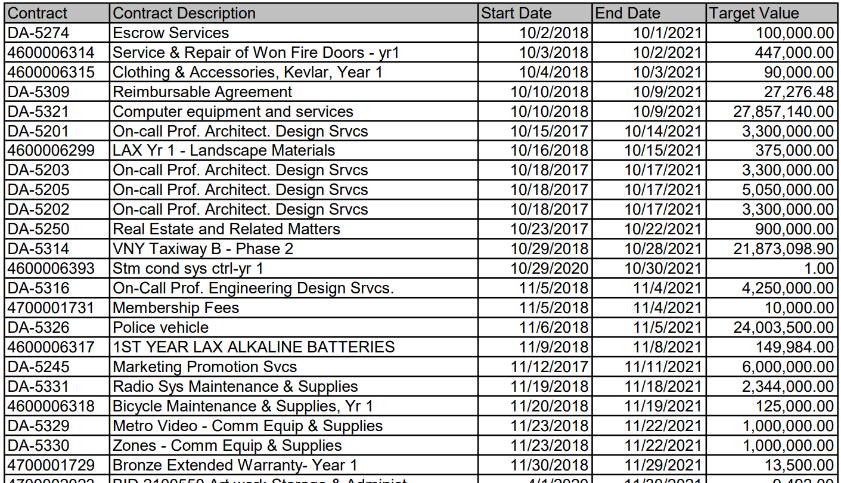 Contract Contract Description Start Date End Date Target Value
DA-5274 Escrow Services 10/2/2018 10/1/2021 100,000.00
4600006314 Service & Repair of Won Fire Doors - yr1 10/3/2018 10/2/2021 447,000.00
4600006315 Clothing & Accessories, Kevlar, Year 1 10/4/2018 10/3/2021 90,000.00
DA-5309 Reimbursable Agreement 10/10/2018 10/9/2021 27,276.48
DA-5321 Computer equipment and services 10/10/2018 10/9/2021 27,857,140.00
DA-5201 On-call Prof. Architect. Design Srvcs 10/15/2017 10/14/2021 3,300,000.00
4600006299 LAX Yr 1 - Landscape Materials 10/16/2018 10/15/2021 375,000.00
DA-5203 On-call Prof. Architect. Design Srvcs 10/18/2017 10/17/2021 3,300,000.00
DA-5205 On-call Prof. Architect. Design Srvcs 10/18/2017 10/17/2021 5,050,000.00
DA-5202 On-call Prof. Architect. Design Srvcs 10/18/2017 10/17/2021 3,300,000.00
DA-5250 Real Estate and Related Matters 10/23/2017 10/22/2021 900,000.00
DA-5314 VNY Taxiway B - Phase 2 10/29/2018 10/28/2021 21,873,098.90
4600006393 Stm cond sys ctrl-yr 1 10/29/2020 10/30/2021 1.00
DA-5316 On-Call Prof. Engineering Design Srvcs. 11/5/2018 11/4/2021 4,250,000.00
4700001731 Membership Fees 11/5/2018 11/4/2021 10,000.00
DA-5326 Police vehicle 11/6/2018 11/5/2021 24,003,500.00
4600006317 1ST YEAR LAX ALKALINE BATTERIES 11/9/2018 11/8/2021 149,984.00
DA-5245 Marketing Promotion Svcs 11/12/2017 11/11/2021 6,000,000.00
DA-5331 Radio Sys Maintenance & Supplies 11/19/2018 11/18/2021 2,344,000.00
4600006318 Bicycle Maintenance & Supplies, Yr 1 11/20/2018 11/19/2021 125,000.00
DA-5329 Metro Video - Comm Equip & Supplies 11/23/2018 11/22/2021 1,000,000.00
DA-5330 Zones - Comm Equip & Supplies 11/23/2018 11/22/2021 1,000,000.00
4700001729 Bronze Extended Warranty- Year 1 11/30/2018 11/29/2021 13,500.00